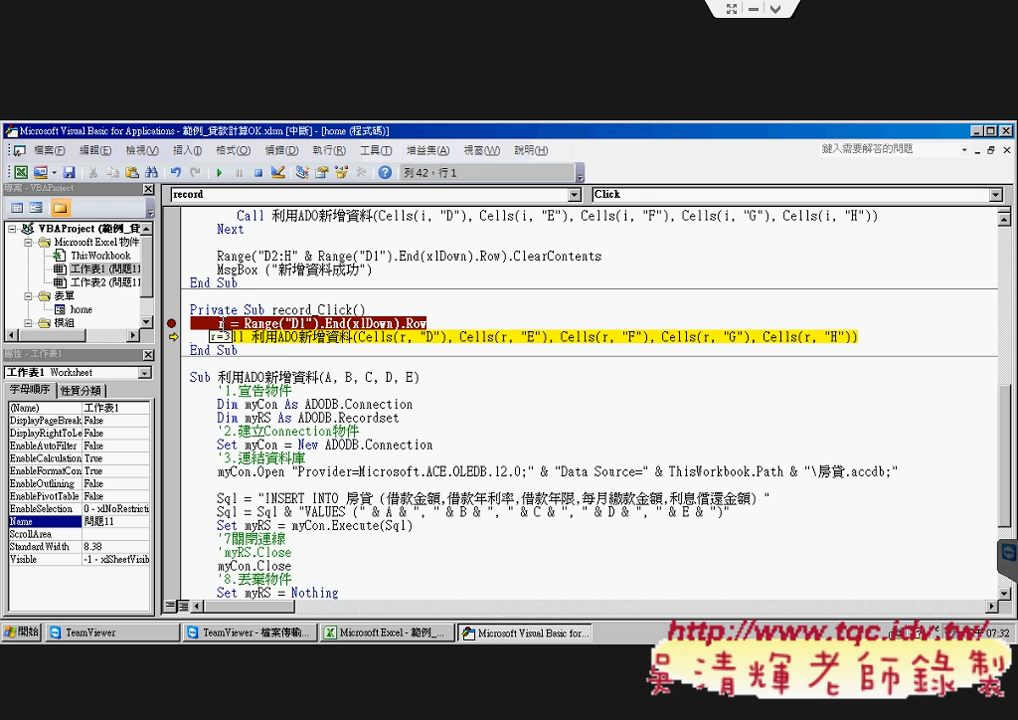 Microsoft Visual Basic for Applications - 範例_貸款計算OK.xlsm [中斷] - [home (程式碼)]
檔案(F) 編輯(E) 檢視(V) 插入(I) 格式(O) 偵錯(D) 執行(R) 工具(T) 增益集(A) 視窗(W) 說明(H) 鍵入需要解答的問題
列 42，行 1
專案 - VBAProject
record Click
VBAProject (範例_貸
Microsoft Excel 物件
ThisWorkbook
工作表1 (問題11
工作表2 (問題11
表單
home
模組
屬性 - 工作表1
工作表1 Worksheet
字母順序 性質分類
(Name) 工作表1
DisplayPageBreak False
DisplayRightToLe False
EnableAutoFilter False
EnableCalculation True
EnableFormatCon True
EnableOutlining False
EnablePivotTable False
EnableSelection 0 - xlNoRestricti
Name 問題11
ScrollArea
Standard Width 8.38
Visible -1 - xlSheetVisib
Call 利用ADO新增資料(Cells(i, "D"), Cells(i, "E"), Cells(i, "F"), Cells(i, "G"), Cells(i, "H"))
Next
Range("D2:H" & Range("D1").End(xlDown).Row).ClearContents
MsgBox ("新增資料成功")
End Sub
Private Sub record_Click()
r = Range("D1").End(xlDown).Row
r=3 ll 利用ADO新增資料(Cells(r, "D"), Cells(r, "E"), Cells(r, "F"), Cells(r, "G"), Cells(r, "H"))
End Sub
Sub 利用ADO新增資料(A, B, C, D, E)
'1.宣告物件
Dim myCon As ADODB.Connection
Dim myRS As ADODB.Recordset
'2.建立Connection物件
Set myCon = New ADODB.Connection
'3.連結資料庫
myCon.Open "Provider=Microsoft.ACE.OLEDB.12.0;" & "Data Source=" & ThisWorkbook.Path & "\房貸.accdb;"
Sql = "INSERT INTO 房貸 (借款金額,借款年利率,借款年限,每月繳款金額,利息償還金額) "
Sql = Sql & "VALUES (" & A & ", " & B & ", " & C & ", " & D & ", " & E & ")"
Set myRS = myCon.Execute(Sql)
'7關閉連線
'myRS.Close
myCon.Close
'8.丟棄物件
Set myRS = Nothing
開始 TeamViewer TeamViewer - 檔案傳輸... Microsoft Excel - 範例_... Microsoft Visual Basic for... 07:32
http://www.tqc.idv.tw/
吳清輝老師錄製